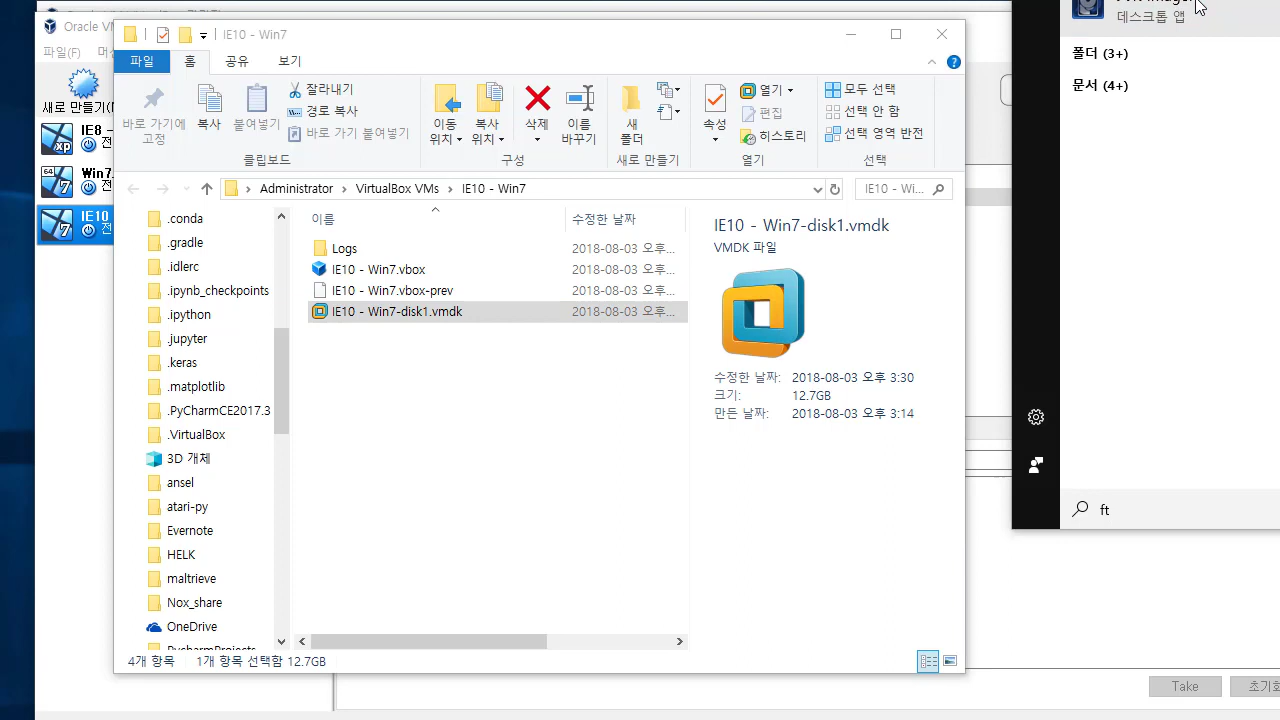 Oracle VM
파일(F)
새로 만들기(N
IE8 -
전
64
Win7
전
IE10
전
IE10 - Win7
파일
홈
공유
보기
바로 가기에
고정
복사
붙여넣기
잘라내기
경로 복사
바로 가기 붙여넣기
클립보드
이동
위치
복사
위치
삭제
이름
바꾸기
구성
새
폴더
새로 만들기
속성
열기
편집
히스토리
열기
모두 선택
선택 안 함
선택 영역 반전
선택
Administrator
VirtualBox VMs
IE10 - Win7
IE10 - Wi...
.conda
.gradle
.idlerc
.ipynb_checkpoints
.ipython
.jupyter
.keras
.matplotlib
.PyCharmCE2017.3
.VirtualBox
3D 개체
ansel
atari-py
Evernote
HELK
maltrieve
Nox_share
OneDrive
PycharmProjects
이름
수정한 날짜
Logs
2018-08-03 오후...
IE10 - Win7.vbox
2018-08-03 오후...
IE10 - Win7.vbox-prev
2018-08-03 오후...
IE10 - Win7-disk1.vmdk
2018-08-03 오후...
IE10 - Win7-disk1.vmdk
VMDK 파일
수정한 날짜: 2018-08-03 오후 3:30
크기: 12.7GB
만든 날짜: 2018-08-03 오후 3:14
4개 항목
1개 항목 선택함 12.7GB
데스크톱 앱
폴더 (3+)
문서 (4+)
ft
Take
초기화